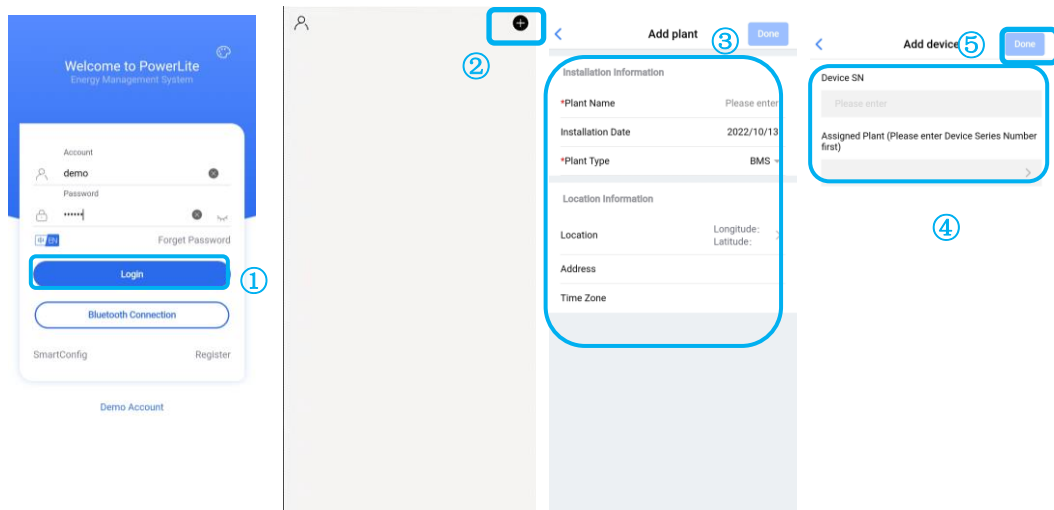 Welcome to PowerLite
Energy Management System
Account
demo
Password
••••••
中 EN
Forget Password
Login
①
Bluetooth Connection
SmartConfig
Register
Demo Account
②
Add plant
③
Done
Installation Information
*Plant Name
Please enter
Installation Date
2022/10/13
*Plant Type
BMS
Location Information
Location
Longitude:
Latitude:
Address
Time Zone
Add device
⑤
Done
Device SN
Please enter
Assigned Plant (Please enter Device Series Number
first)
④